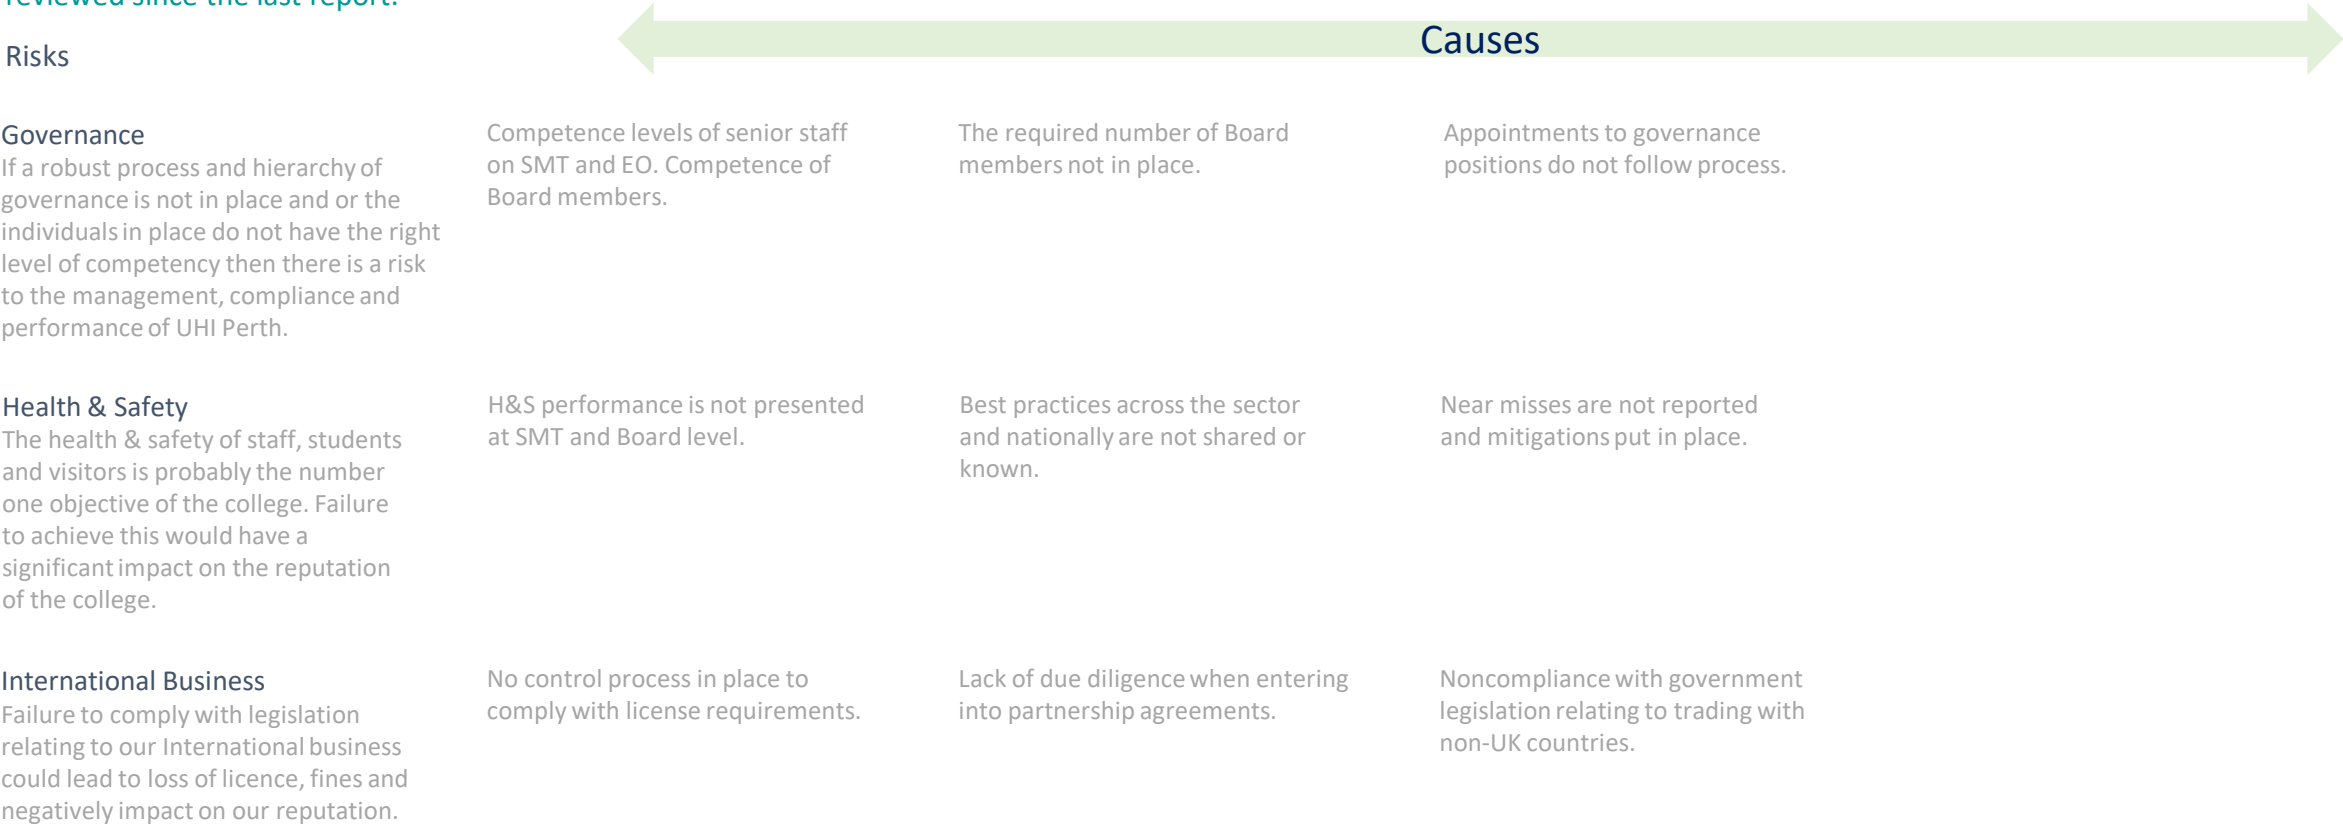 reviewed since the last report.
Causes
Risks
Governance
If a robust process and hierarchy of
governance is not in place and or the
individuals in place do not have the right
level of competency then there is a risk
to the management, compliance and
performance of UHI Perth.
Competence levels of senior staff
on SMT and EO. Competence of
Board members.
The required number of Board
members not in place.
Appointments to governance
positions do not follow process.
Health & Safety
The health & safety of staff, students
and visitors is probably the number
one objective of the college. Failure
to achieve this would have a
significant impact on the reputation
of the college.
H&S performance is not presented
at SMT and Board level.
Best practices across the sector
and nationally are not shared or
known.
Near misses are not reported
and mitigations put in place.
International Business
Failure to comply with legislation
relating to our International business
could lead to loss of licence, fines and
negatively impact on our reputation.
No control process in place to
comply with license requirements.
Lack of due diligence when entering
into partnership agreements.
Noncompliance with government
legislation relating to trading with
non-UK countries.